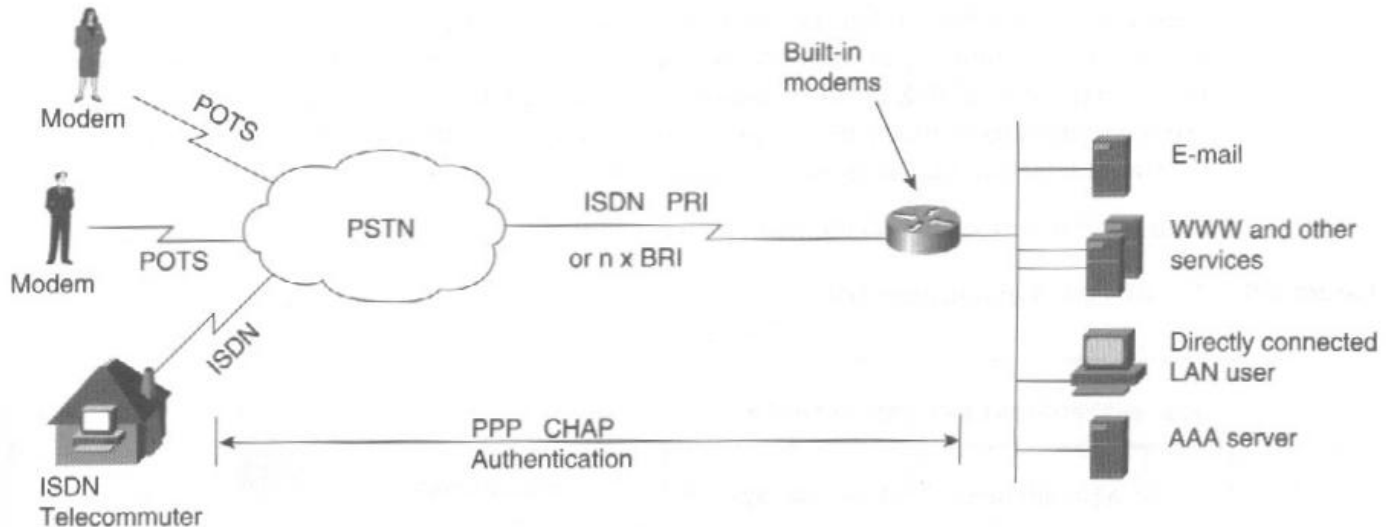 Modem
POTS
Modem
POTS
ISDN
ISDN
Telecommuter
PSTN
ISDN PRI
or n x BRI
PPP CHAP
Authentication
Built-in
modems
E-mail
WWW and other
services
Directly connected
LAN user
AAA server